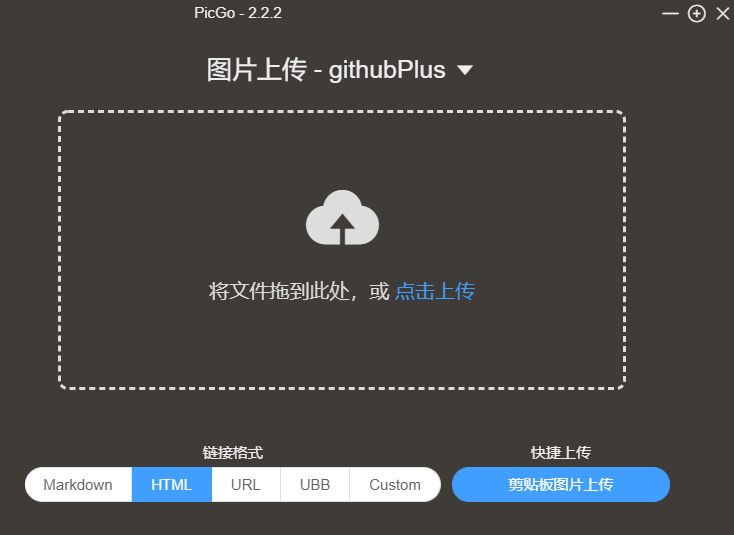 PicGo - 2.2.2
图片上传 - githubPlus
将文件拖到此处，或 点击上传
链接格式
快捷上传
Markdown HTML URL UBB Custom
剪贴板图片上传